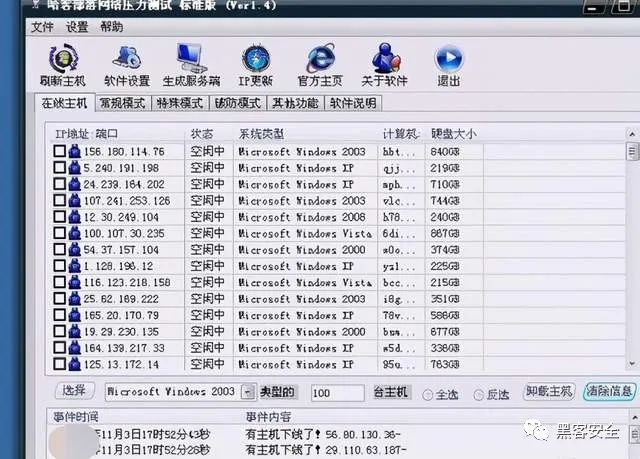 哈客部落网络压力测试 标准版 (Ver1.4)
文件 设置 帮助
刷新主机 软件设置 生成服务端 IP更新 官方主页 关于软件 退出
在线主机 常规模式 特殊模式 破防模式 其他功能 软件说明
IP地址:端口 状态 系统类型 计算机: 硬盘大小
156.180.114.76 空闲中 Microsoft Windows 2003 hbt... 840GB
5.240.191.198 空闲中 Microsoft Windows XP qjj... 219GB
24.239.164.202 空闲中 Microsoft Windows XP mph... 710GB
107.241.253.126 空闲中 Microsoft Windows 2003 vlc... 744GB
12.30.249.104 空闲中 Microsoft Windows 2008 h78... 240GB
100.107.30.235 空闲中 Microsoft Windows Vista 6di... 867GB
54.37.157.104 空闲中 Microsoft Windows 2000 s0o... 374GB
1.128.196.12 空闲中 Microsoft Windows XP yzl... 225GB
116.123.218.158 空闲中 Microsoft Windows Vista bcc... 215GB
25.62.189.222 空闲中 Microsoft Windows 2003 i8g... 351GB
165.20.170.79 空闲中 Microsoft Windows XP 78v... 588GB
19.29.230.135 空闲中 Microsoft Windows 2000 bsm... 677GB
164.139.217.33 空闲中 Microsoft Windows XP w5d... 338GB
125.13.172.14 空闲中 Microsoft Windows XP 95u... 763GB
选择 Microsoft Windows 2003 类型的 100 台主机 全选 反选 卸载主机 清除信息
事件时间 事件内容
年11月3日17时52分43秒 有主机下线了! 56.80.130.36-
11月3日17时52分28秒 有主机下线了! 29.110.63.187-
黑客安全